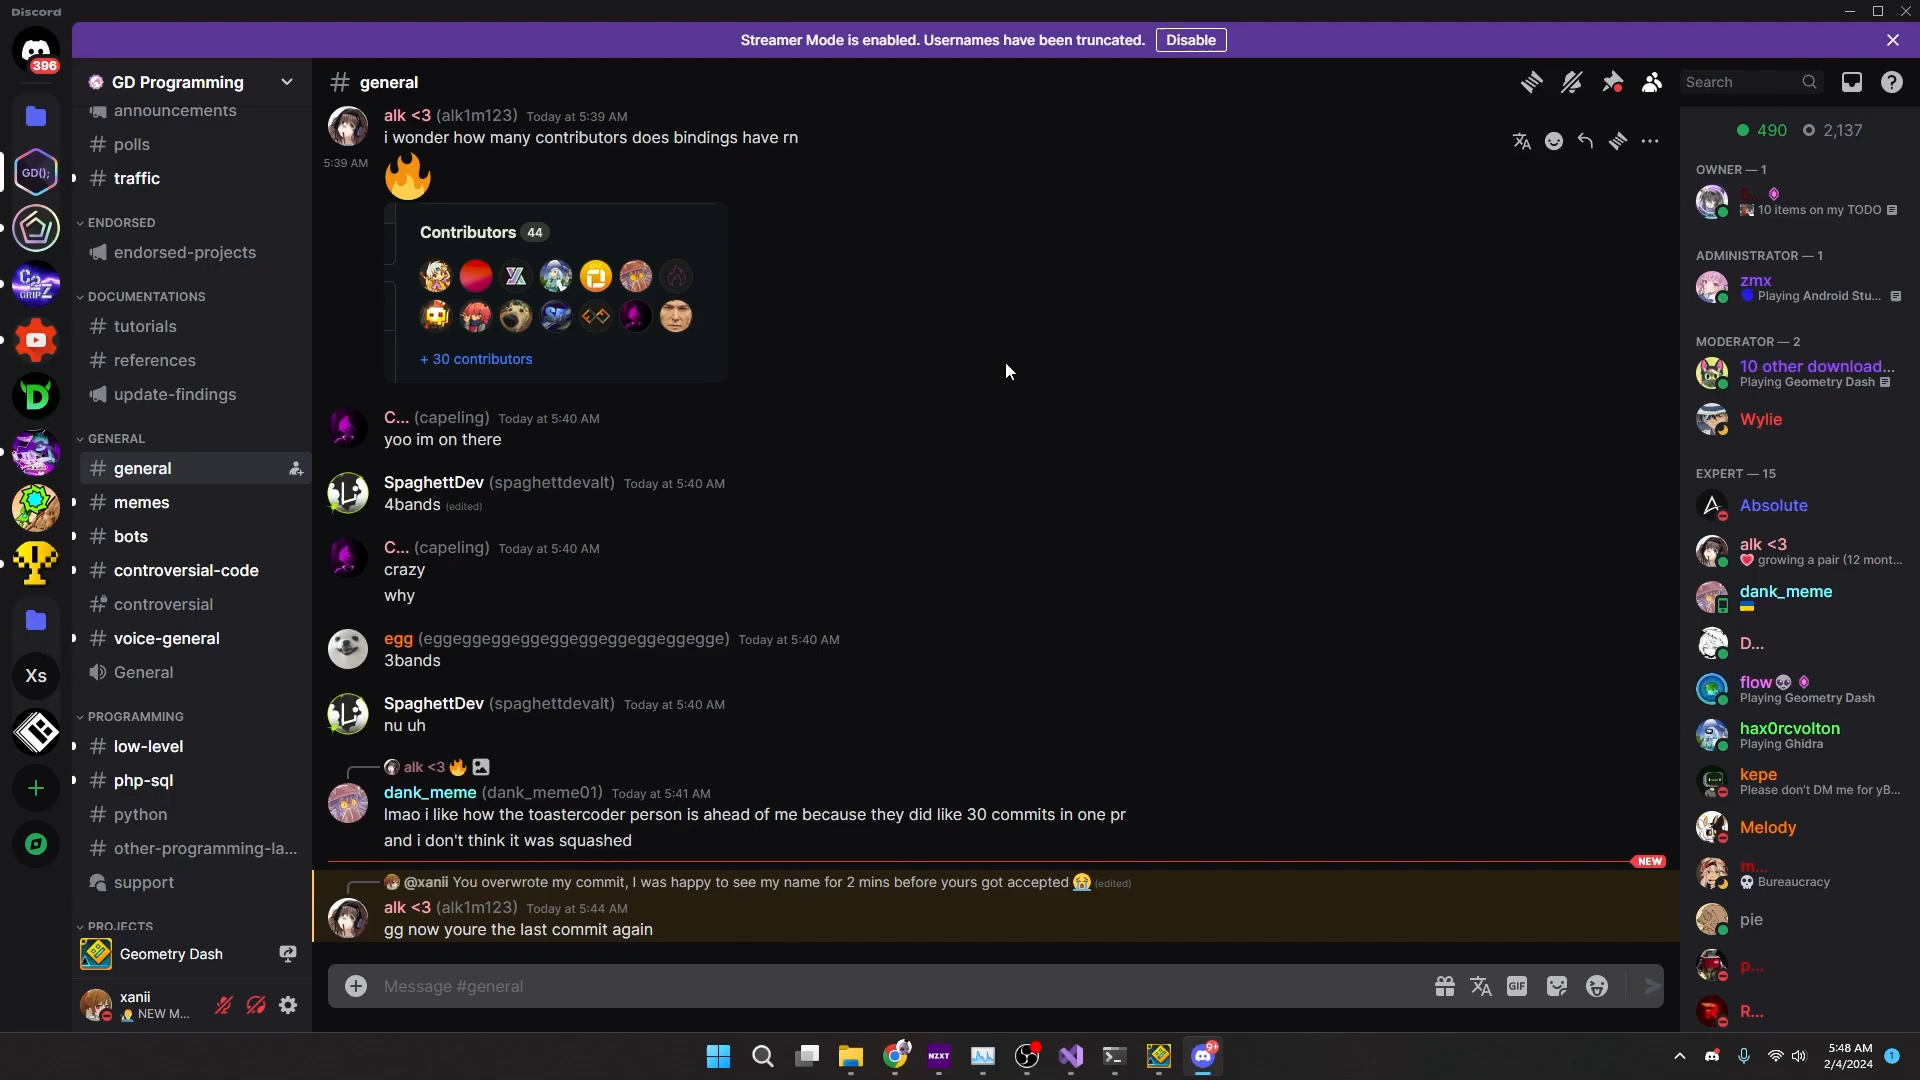 Discord
Streamer Mode is enabled. Usernames have been truncated.
Disable
396
GD Programming
announcements
polls
traffic
ENDORSED
endorsed-projects
DOCUMENTATIONS
tutorials
references
update-findings
GENERAL
general
memes
bots
controversial-code
controversial
voice-general
General
PROGRAMMING
low-level
php-sql
python
other-programming-la...
support
PROJECTS
Geometry Dash
xanii
NEW M...
GD();
Xs
general
Search
alk <3 (alk1m123) Today at 5:39 AM
i wonder how many contributors does bindings have rn
5:39 AM
Contributors 44
+ 30 contributors
C... (capeling) Today at 5:40 AM
yoo im on there
SpaghettDev (spaghettdevalt) Today at 5:40 AM
4bands (edited)
C... (capeling) Today at 5:40 AM
crazy
why
egg (eggeggeggeggeggeggeggeggegge) Today at 5:40 AM
3bands
SpaghettDev (spaghettdevalt) Today at 5:40 AM
nu uh
alk <3
dank_meme (dank_meme01) Today at 5:41 AM
lmao i like how the toastercoder person is ahead of me because they did like 30 commits in one pr
and i don't think it was squashed
NEW
@xanii You overwrote my commit, I was happy to see my name for 2 mins before yours got accepted (edited)
alk <3 (alk1m123) Today at 5:44 AM
gg now youre the last commit again
Message #general
GIF
490 2,137
OWNER — 1
S...
10 items on my TODO
ADMINISTRATOR — 1
zmx
Playing Android Stu...
MODERATOR — 2
10 other download...
Playing Geometry Dash
Wylie
EXPERT — 15
Absolute
alk <3
growing a pair (12 mont...
dank_meme
D...
flow
Playing Geometry Dash
hax0rcvolton
Playing Ghidra
kepe
Please don't DM me for yB...
Melody
m...
Bureaucracy
pie
p...
R...
NZXT
9+
5:48 AM
2/4/2024
1